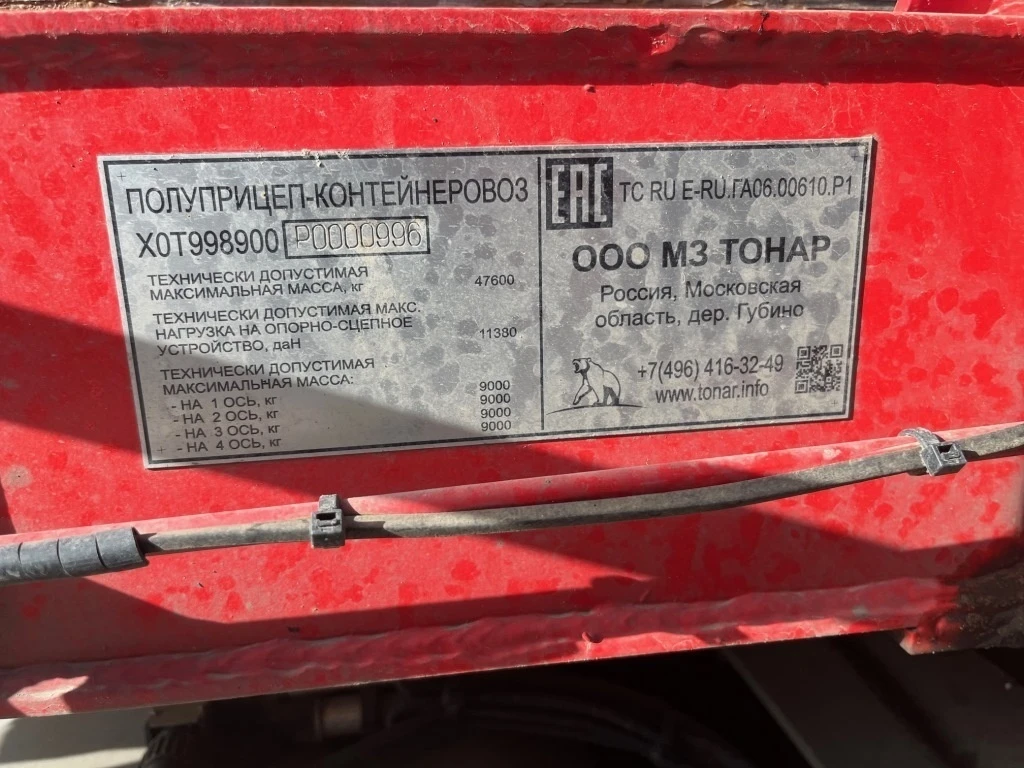 ПОЛУПРИЦЕП-КОНТЕЙНЕРОВОЗ
X0T998900 P0000996
ТЕХНИЧЕСКИ ДОПУСТИМАЯ
МАКСИМАЛЬНАЯ МАССА, кг 47600
ТЕХНИЧЕСКИ ДОПУСТИМАЯ МАКС.
НАГРУЗКА НА ОПОРНО-СЦЕПНОЕ
УСТРОЙСТВО, даН 11380
ТЕХНИЧЕСКИ ДОПУСТИМАЯ
МАКСИМАЛЬНАЯ МАССА:
- НА 1 ОСЬ, кг 9000
- НА 2 ОСЬ, кг 9000
- НА 3 ОСЬ, кг 9000
- НА 4 ОСЬ, кг 9000
EAC TC RU E-RU.ГА06.00610.P1
ООО МЗ ТОНАР
Россия, Московская
область, дер. Губино
+7(496) 416-32-49
www.tonar.info